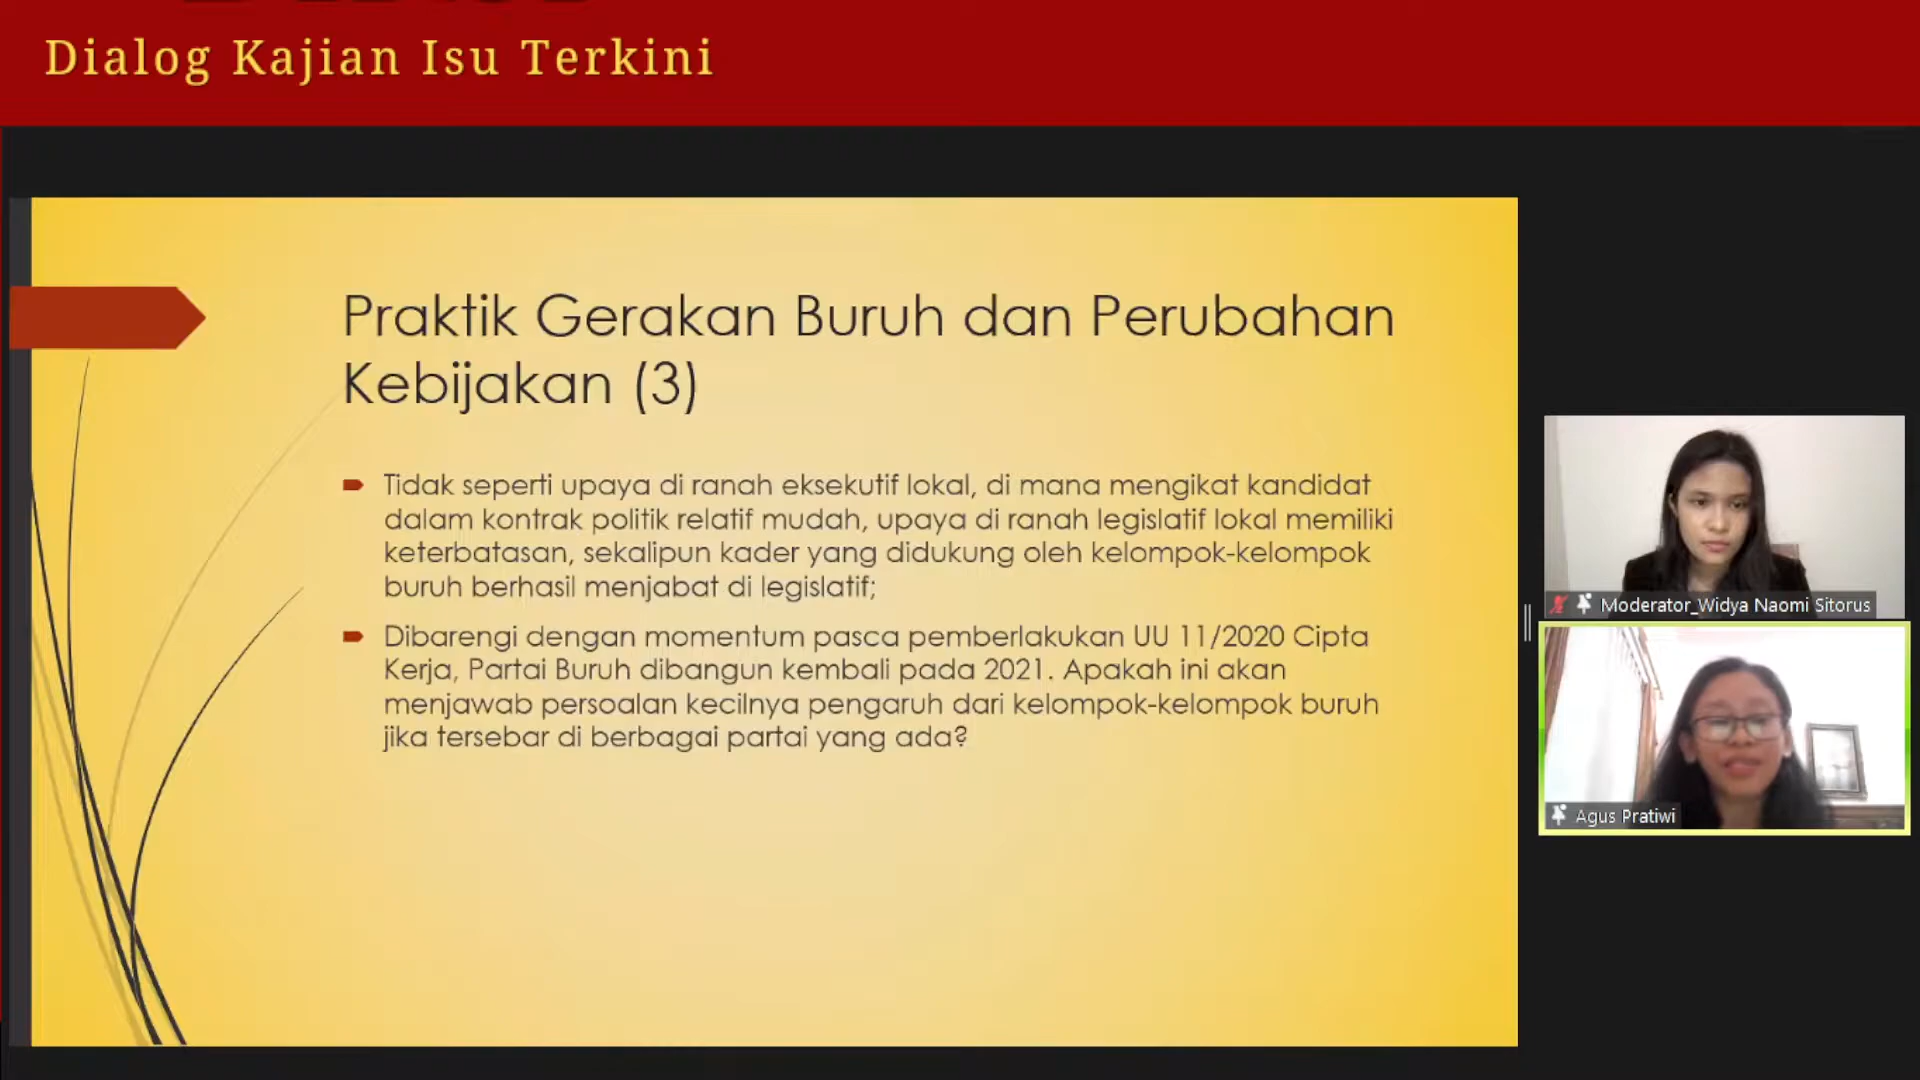 Dialog Kajian Isu Terkini
Praktik Gerakan Buruh dan Perubahan
Kebijakan (3)
Tidak seperti upaya di ranah eksekutif lokal, di mana mengikat kandidat
dalam kontrak politik relatif mudah, upaya di ranah legislatif lokal memiliki
keterbatasan, sekalipun kader yang didukung oleh kelompok-kelompok
buruh berhasil menjabat di legislatif;
Dibarengi dengan momentum pasca pemberlakukan UU 11/2020 Cipta
Kerja, Partai Buruh dibangun kembali pada 2021. Apakah ini akan
menjawab persoalan kecilnya pengaruh dari kelompok-kelompok buruh
jika tersebar di berbagai partai yang ada?
Moderator_Widya Naomi Sitorus
Agus Pratiwi